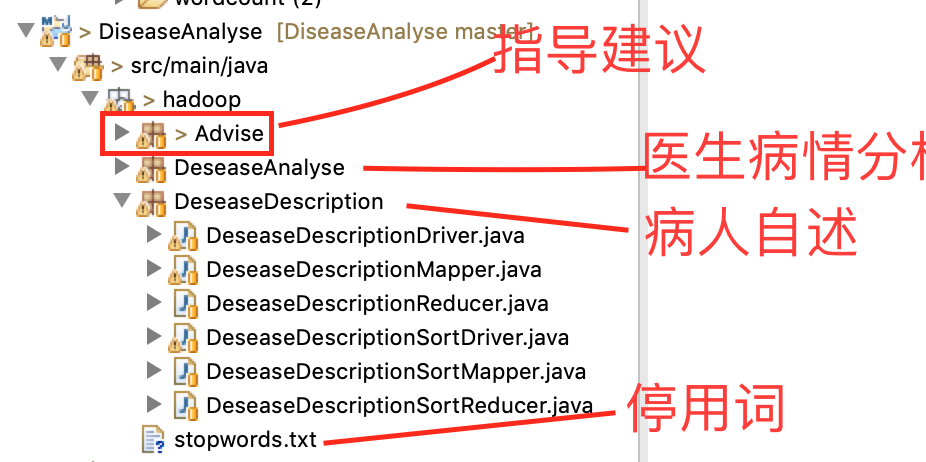 wordcount (2)
> DiseaseAnalyse [DiseaseAnalyse master]
指导建议
> src/main/java
> hadoop
> Advise
医生病情分析
DeseaseAnalyse
DeseaseDescription
病人自述
DeseaseDescriptionDriver.java
DeseaseDescriptionMapper.java
DeseaseDescriptionReducer.java
DeseaseDescriptionSortDriver.java
DeseaseDescriptionSortMapper.java
DeseaseDescriptionSortReducer.java
停用词
stopwords.txt